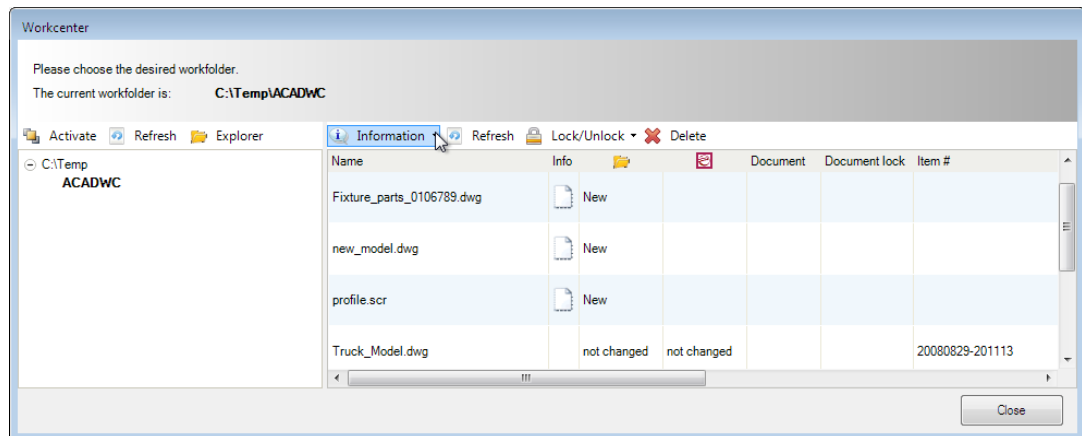 Workcenter
Please choose the desired workfolder.
The current workfolder is: C:\Temp\ACADWC
Activate Refresh Explorer Information Refresh Lock/Unlock Delete
C:\Temp
ACADWC
Name Info Document Document lock Item #
Fixture_parts_0106789.dwg New
new_model.dwg New
profile.scr New
Truck_Model.dwg not changed not changed 20080829-201113
Close